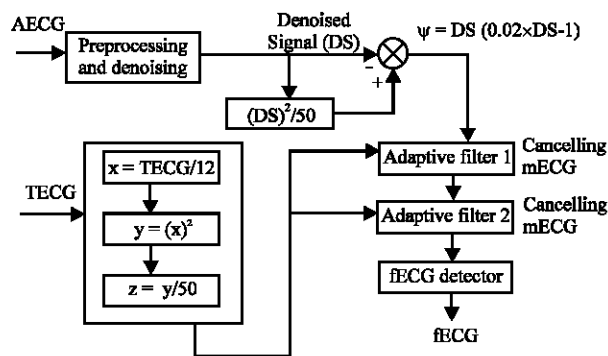 AECG
Preprocessing
and denoising
Denoised
Signal (DS)
-
+
ψ = DS (0.02×DS-1)
(DS)²/50
TECG
x = TECG/12
y = (x)²
z = y/50
Adaptive filter 1
Cancelling
mECG
Adaptive filter 2
Cancelling
mECG
fECG detector
fECG